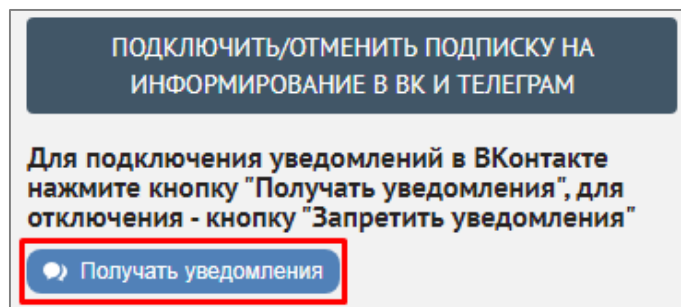 ПОДКЛЮЧИТЬ/ОТМЕНИТЬ ПОДПИСКУ НА
ИНФОРМИРОВАНИЕ В ВК И ТЕЛЕГРАМ
Для подключения уведомлений в ВКонтакте
нажмите кнопку "Получать уведомления", для
отключения - кнопку "Запретить уведомления"
Получать уведомления